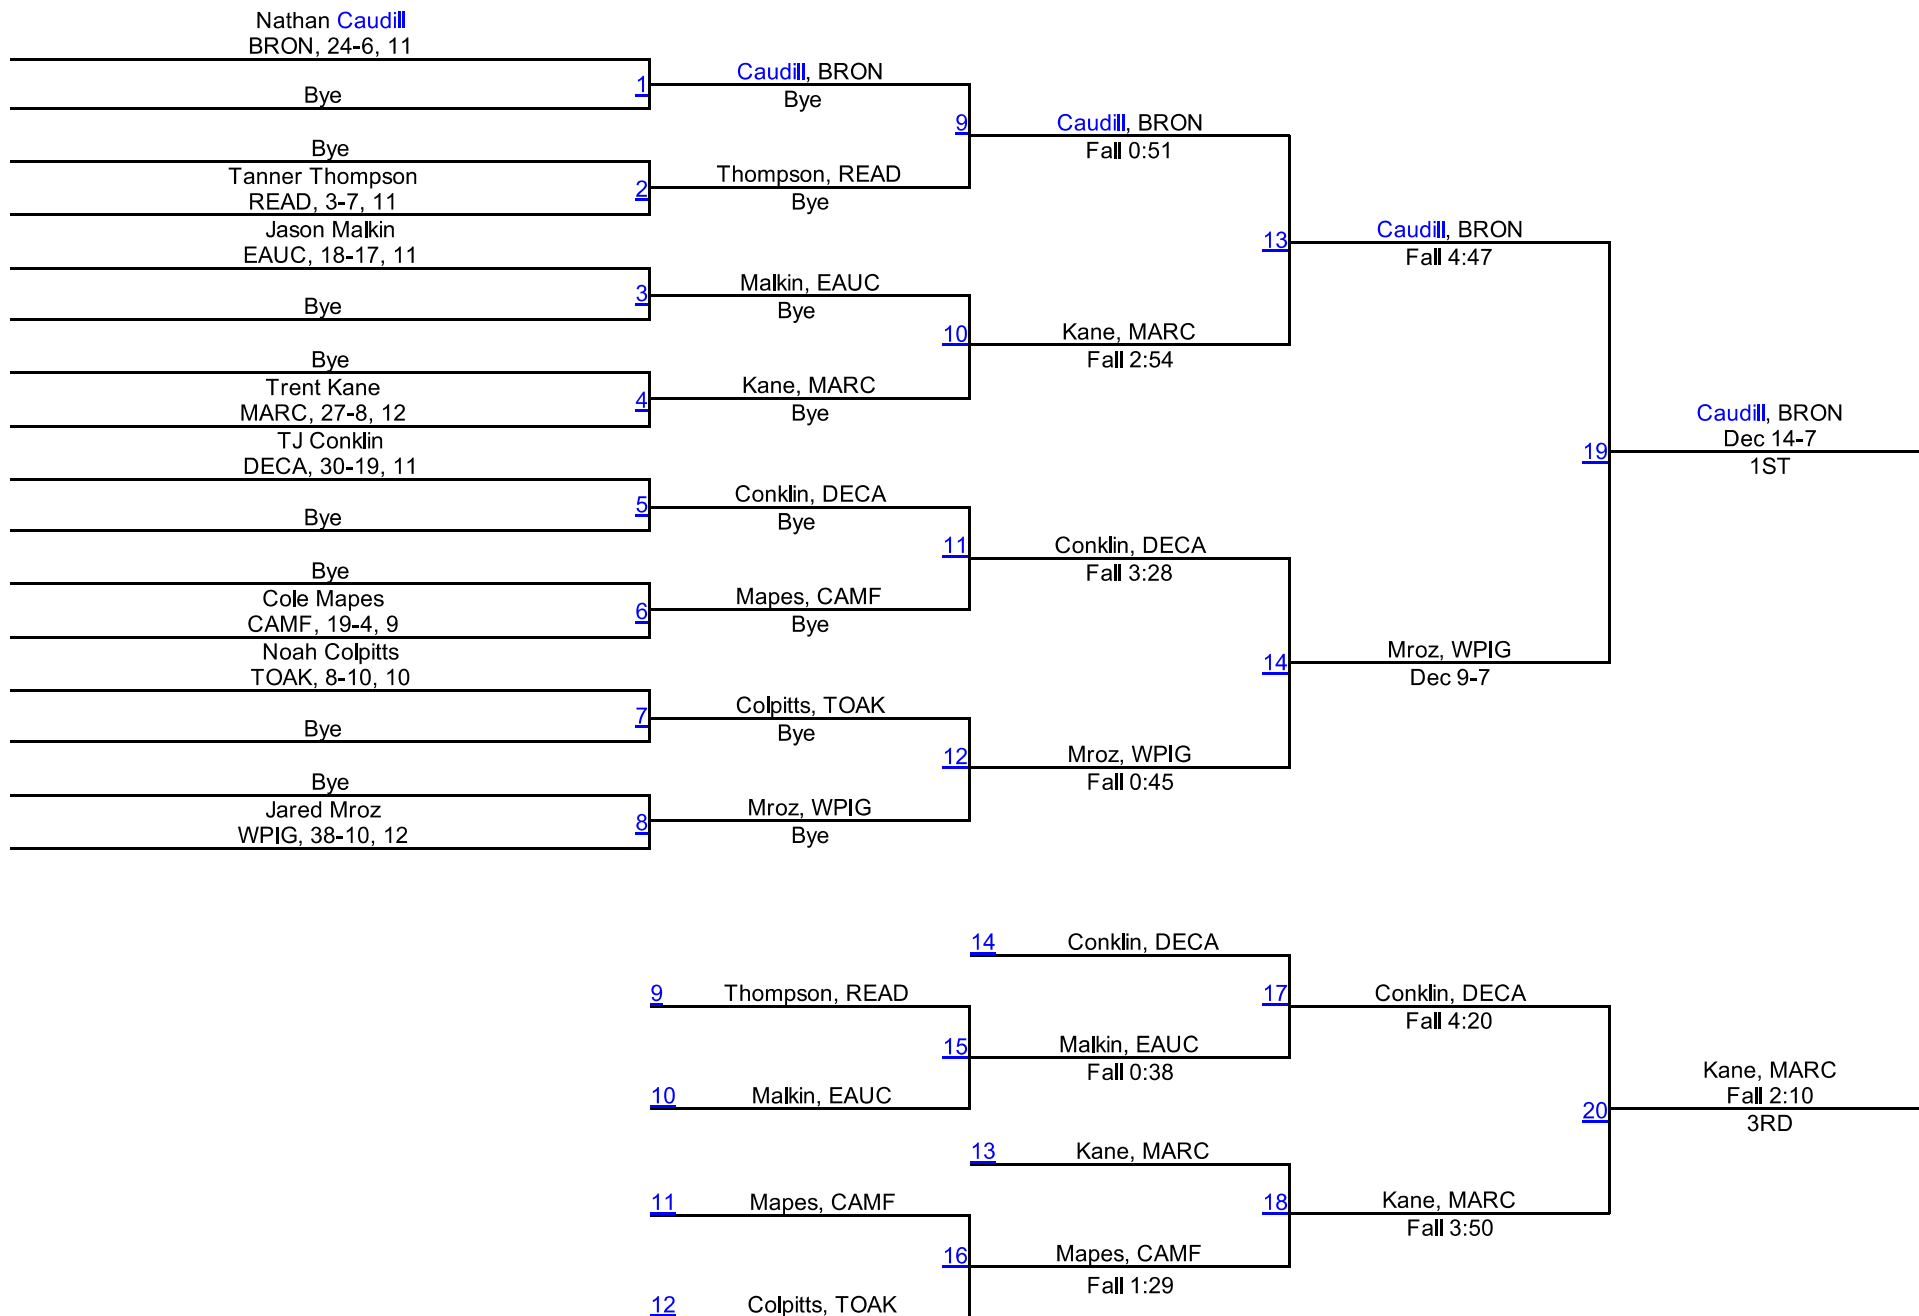 Nathan Caudill
BRON, 24-6, 11
1
Bye
Bye
Tanner Thompson
2
READ, 3-7, 11
Jason Malkin
EAUC, 18-17, 11
3
Bye
Bye
Trent Kane
4
MARC, 27-8, 12
TJ Conklin
DECA, 30-19, 11
5
Bye
Bye
Cole Mapes
6
CAMF, 19-4, 9
Noah Colpitts
TOAK, 8-10, 10
7
Bye
Bye
Jared Mroz
8
WPIG, 38-10, 12
Caudill, BRON
Bye
9
Thompson, READ
Bye
Malkin, EAUC
Bye
10
Kane, MARC
Bye
Conklin, DECA
Bye
11
Mapes, CAMF
Bye
Colpitts, TOAK
Bye
12
Mroz, WPIG
Bye
Caudill, BRON
Fall 0:51
13
Kane, MARC
Fall 2:54
Conklin, DECA
Fall 3:28
14
Mroz, WPIG
Fall 0:45
Caudill, BRON
Fall 4:47
19
Mroz, WPIG
Dec 9-7
Caudill, BRON
Dec 14-7
1ST
14 Conklin, DECA
9 Thompson, READ
17
Conklin, DECA
Fall 4:20
15
Malkin, EAUC
Fall 0:38
10 Malkin, EAUC
20
Kane, MARC
Fall 2:10
3RD
13 Kane, MARC
11 Mapes, CAMF
18
Kane, MARC
Fall 3:50
16
Mapes, CAMF
Fall 1:29
12 Colpitts, TOAK